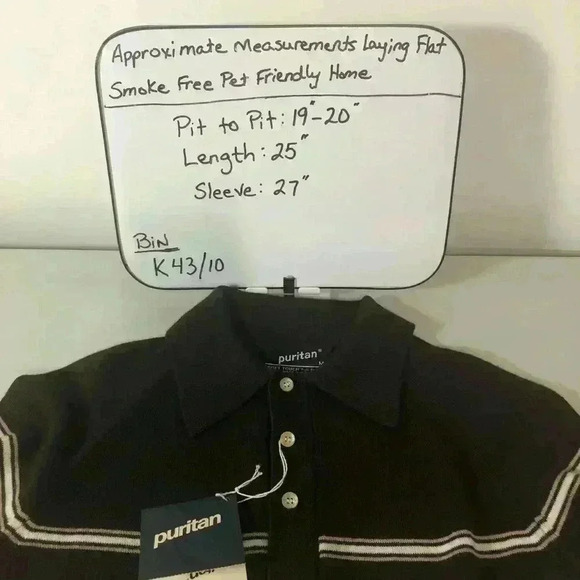 Approximate Measurements Laying Flat
Smoke Free Pet Friendly Home
Pit to Pit: 19"-20"
Length: 25"
Sleeve: 27"
BiN
K43/10
puritan®
M
puritan